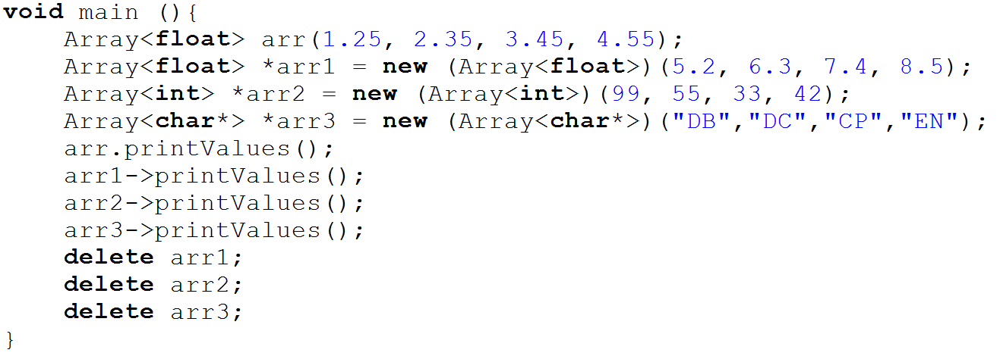 void main (){
Array<float> arr(1.25, 2.35, 3.45, 4.55);
Array<float> *arr1 = new (Array<float>)(5.2, 6.3, 7.4, 8.5);
Array<int> *arr2 = new (Array<int>)(99, 55, 33, 42);
Array<char*> *arr3 = new (Array<char*>)("DB","DC","CP","EN");
arr.printValues();
arr1->printValues();
arr2->printValues();
arr3->printValues();
delete arr1;
delete arr2;
delete arr3;
}